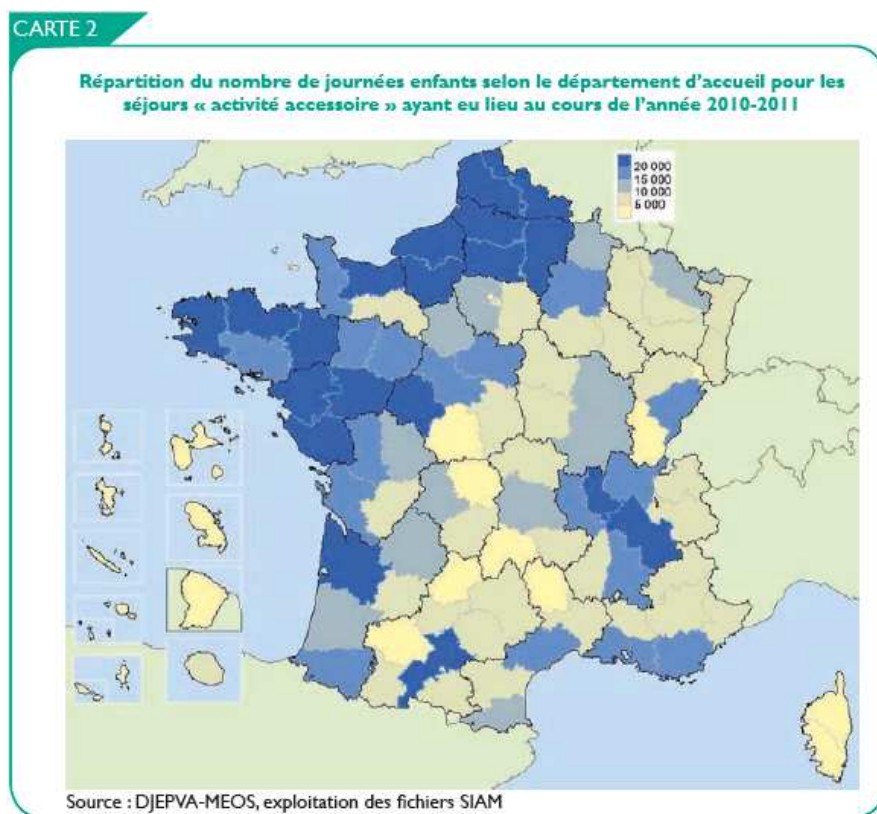 CARTE 2
Répartition du nombre de journées enfants selon le département d’accueil pour les
séjours « activité accessoire » ayant eu lieu au cours de l’année 2010-2011
20 000
15 000
10 000
5 000
Source : DJEPVA-MEOS, exploitation des fichiers SIAM